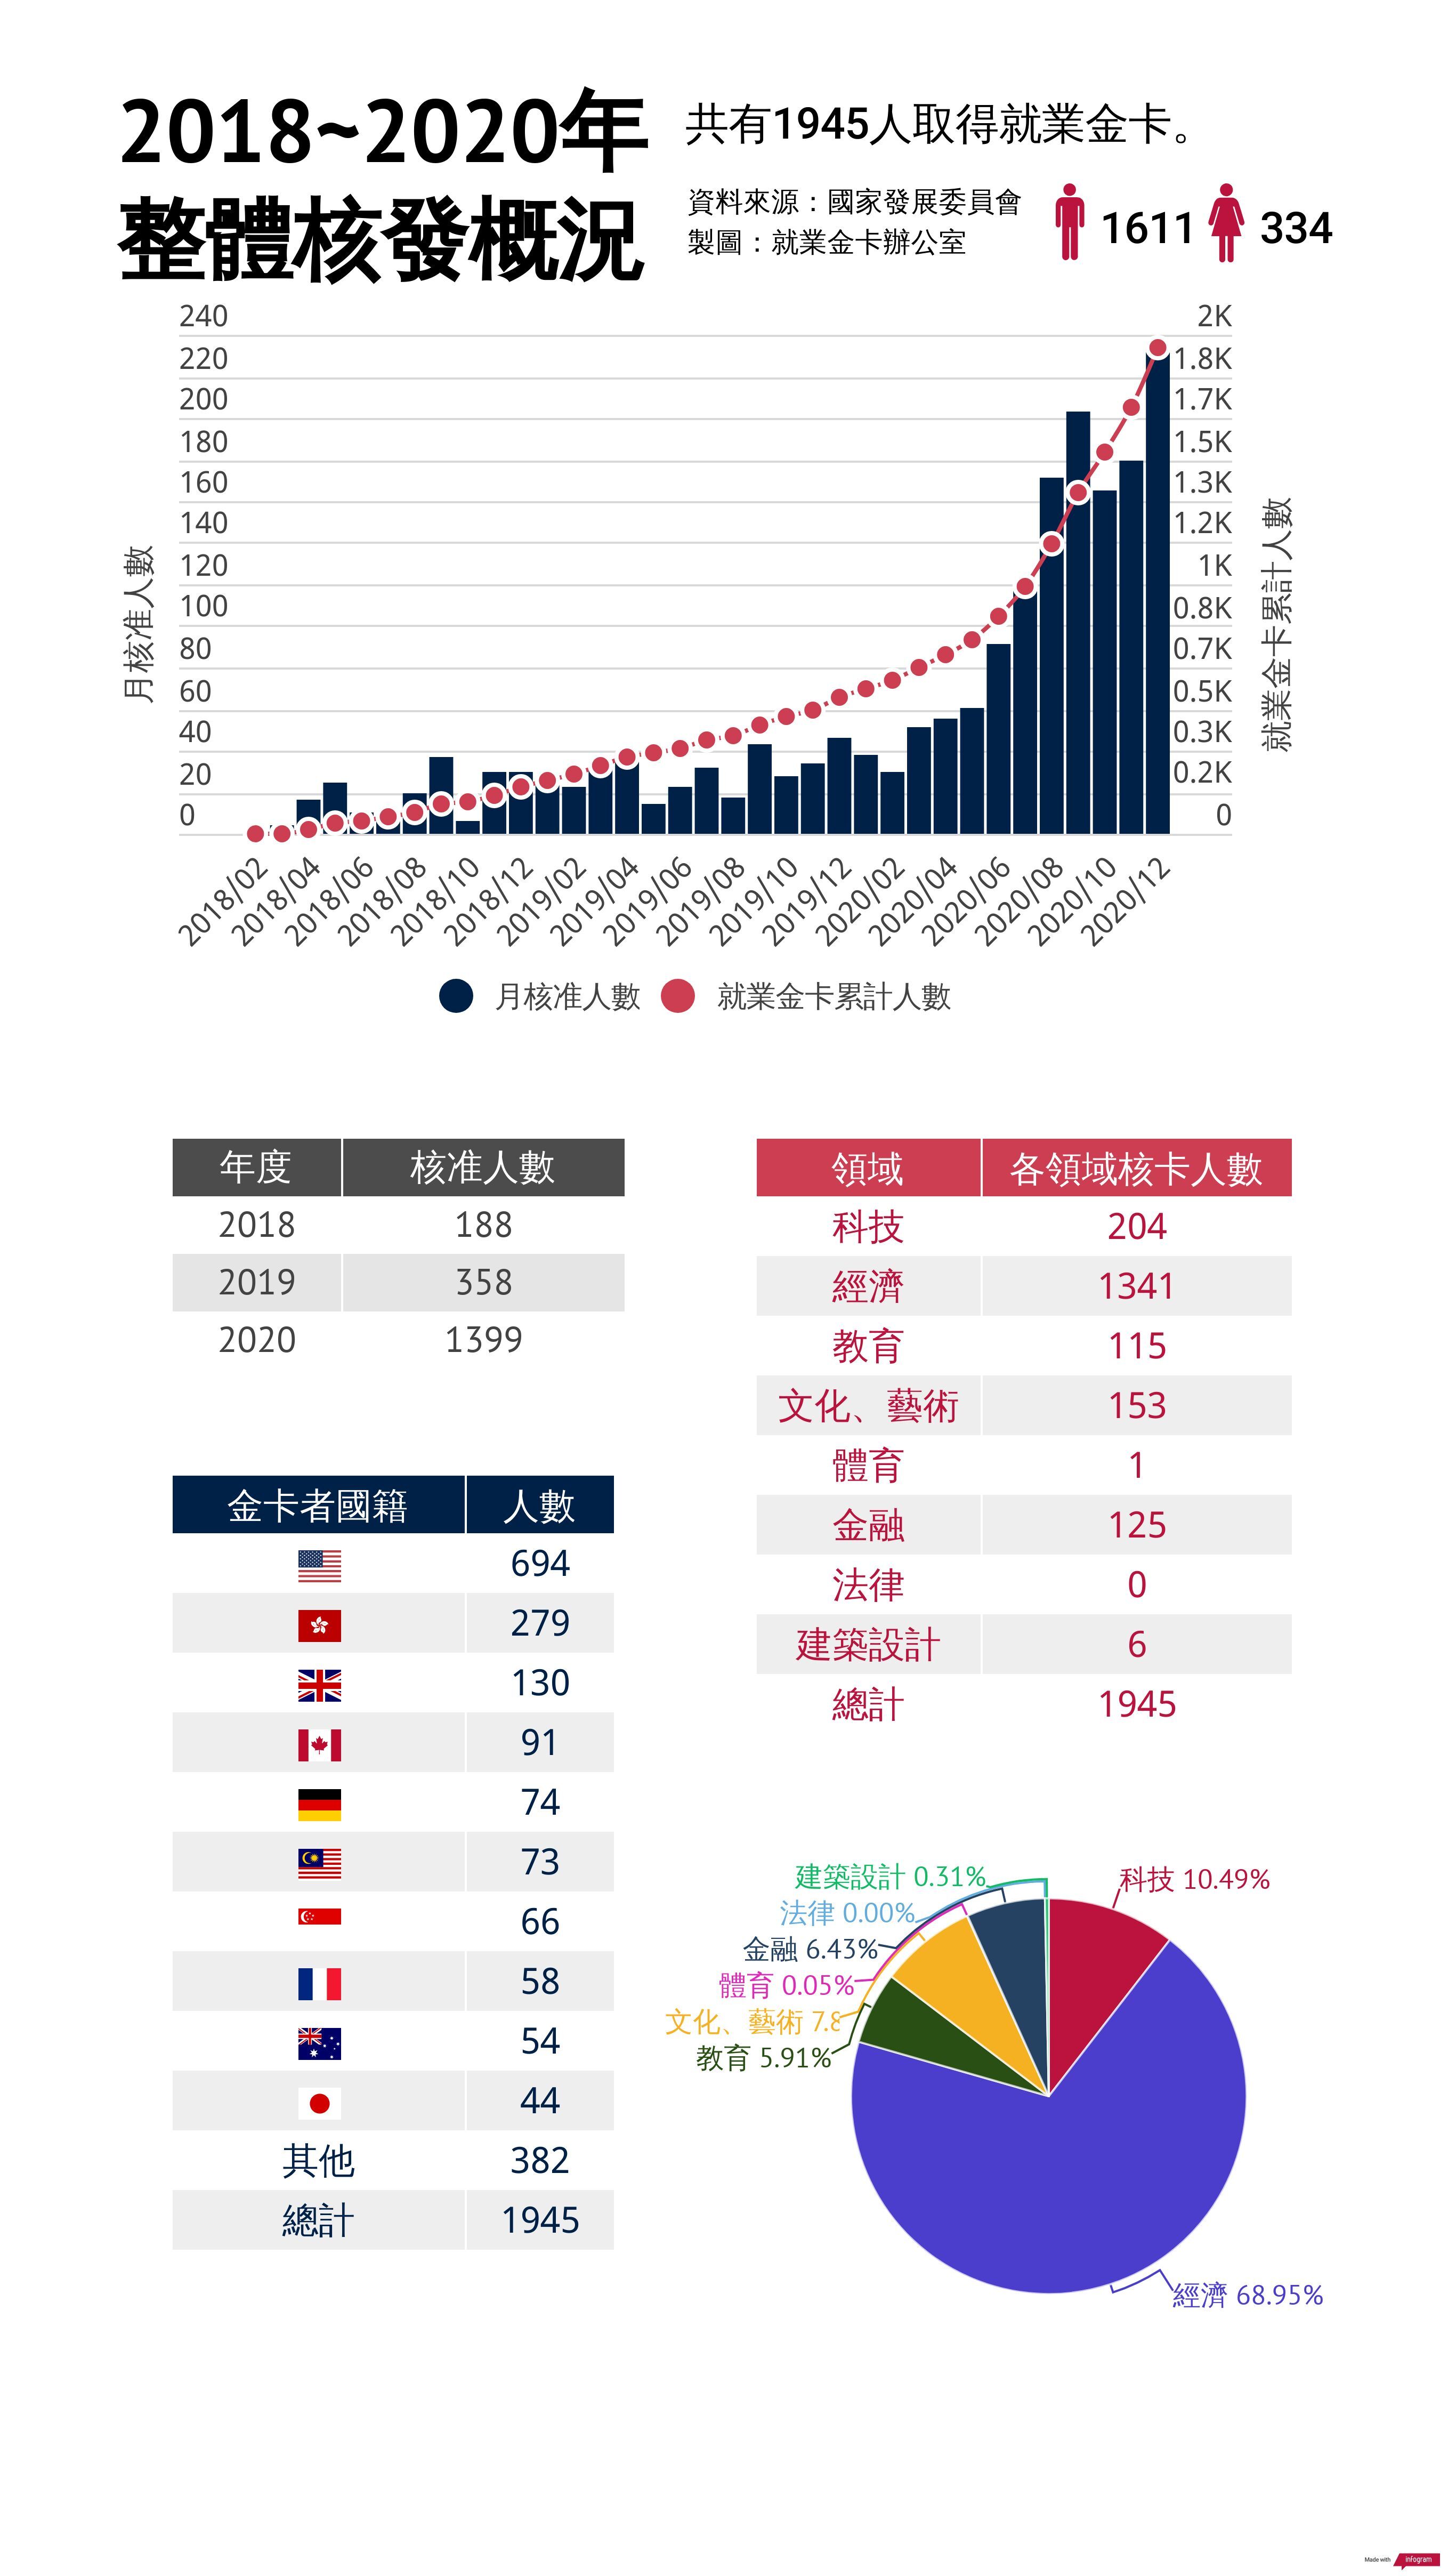 2018~2020年
整體核發概況
共有1945人取得就業金卡。
資料來源：國家發展委員會
製圖：就業金卡辦公室
1611 334
240 2K
220 1.8K
200 1.7K
180 1.5K
160 1.3K
140 1.2K
120 1K
100 0.8K
80 0.7K
60 0.5K
40 0.3K
20 0.2K
0 0
月核准人數
就業金卡累計人數
2018/02 2018/04 2018/06 2018/08 2018/10 2018/12 2019/02 2019/04 2019/06 2019/08 2019/10 2019/12 2020/02 2020/04 2020/06 2020/08 2020/10 2020/12
月核准人數 就業金卡累計人數
年度 核准人數
2018 188
2019 358
2020 1399
金卡者國籍 人數
694
279
130
91
74
73
66
58
54
44
其他 382
總計 1945
領域 各領域核卡人數
科技 204
經濟 1341
教育 115
文化、藝術 153
體育 1
金融 125
法律 0
建築設計 6
總計 1945
建築設計 0.31%
科技 10.49%
法律 0.00%
金融 6.43%
體育 0.05%
文化、藝術 7.8
教育 5.91%
經濟 68.95%
Made with infogram